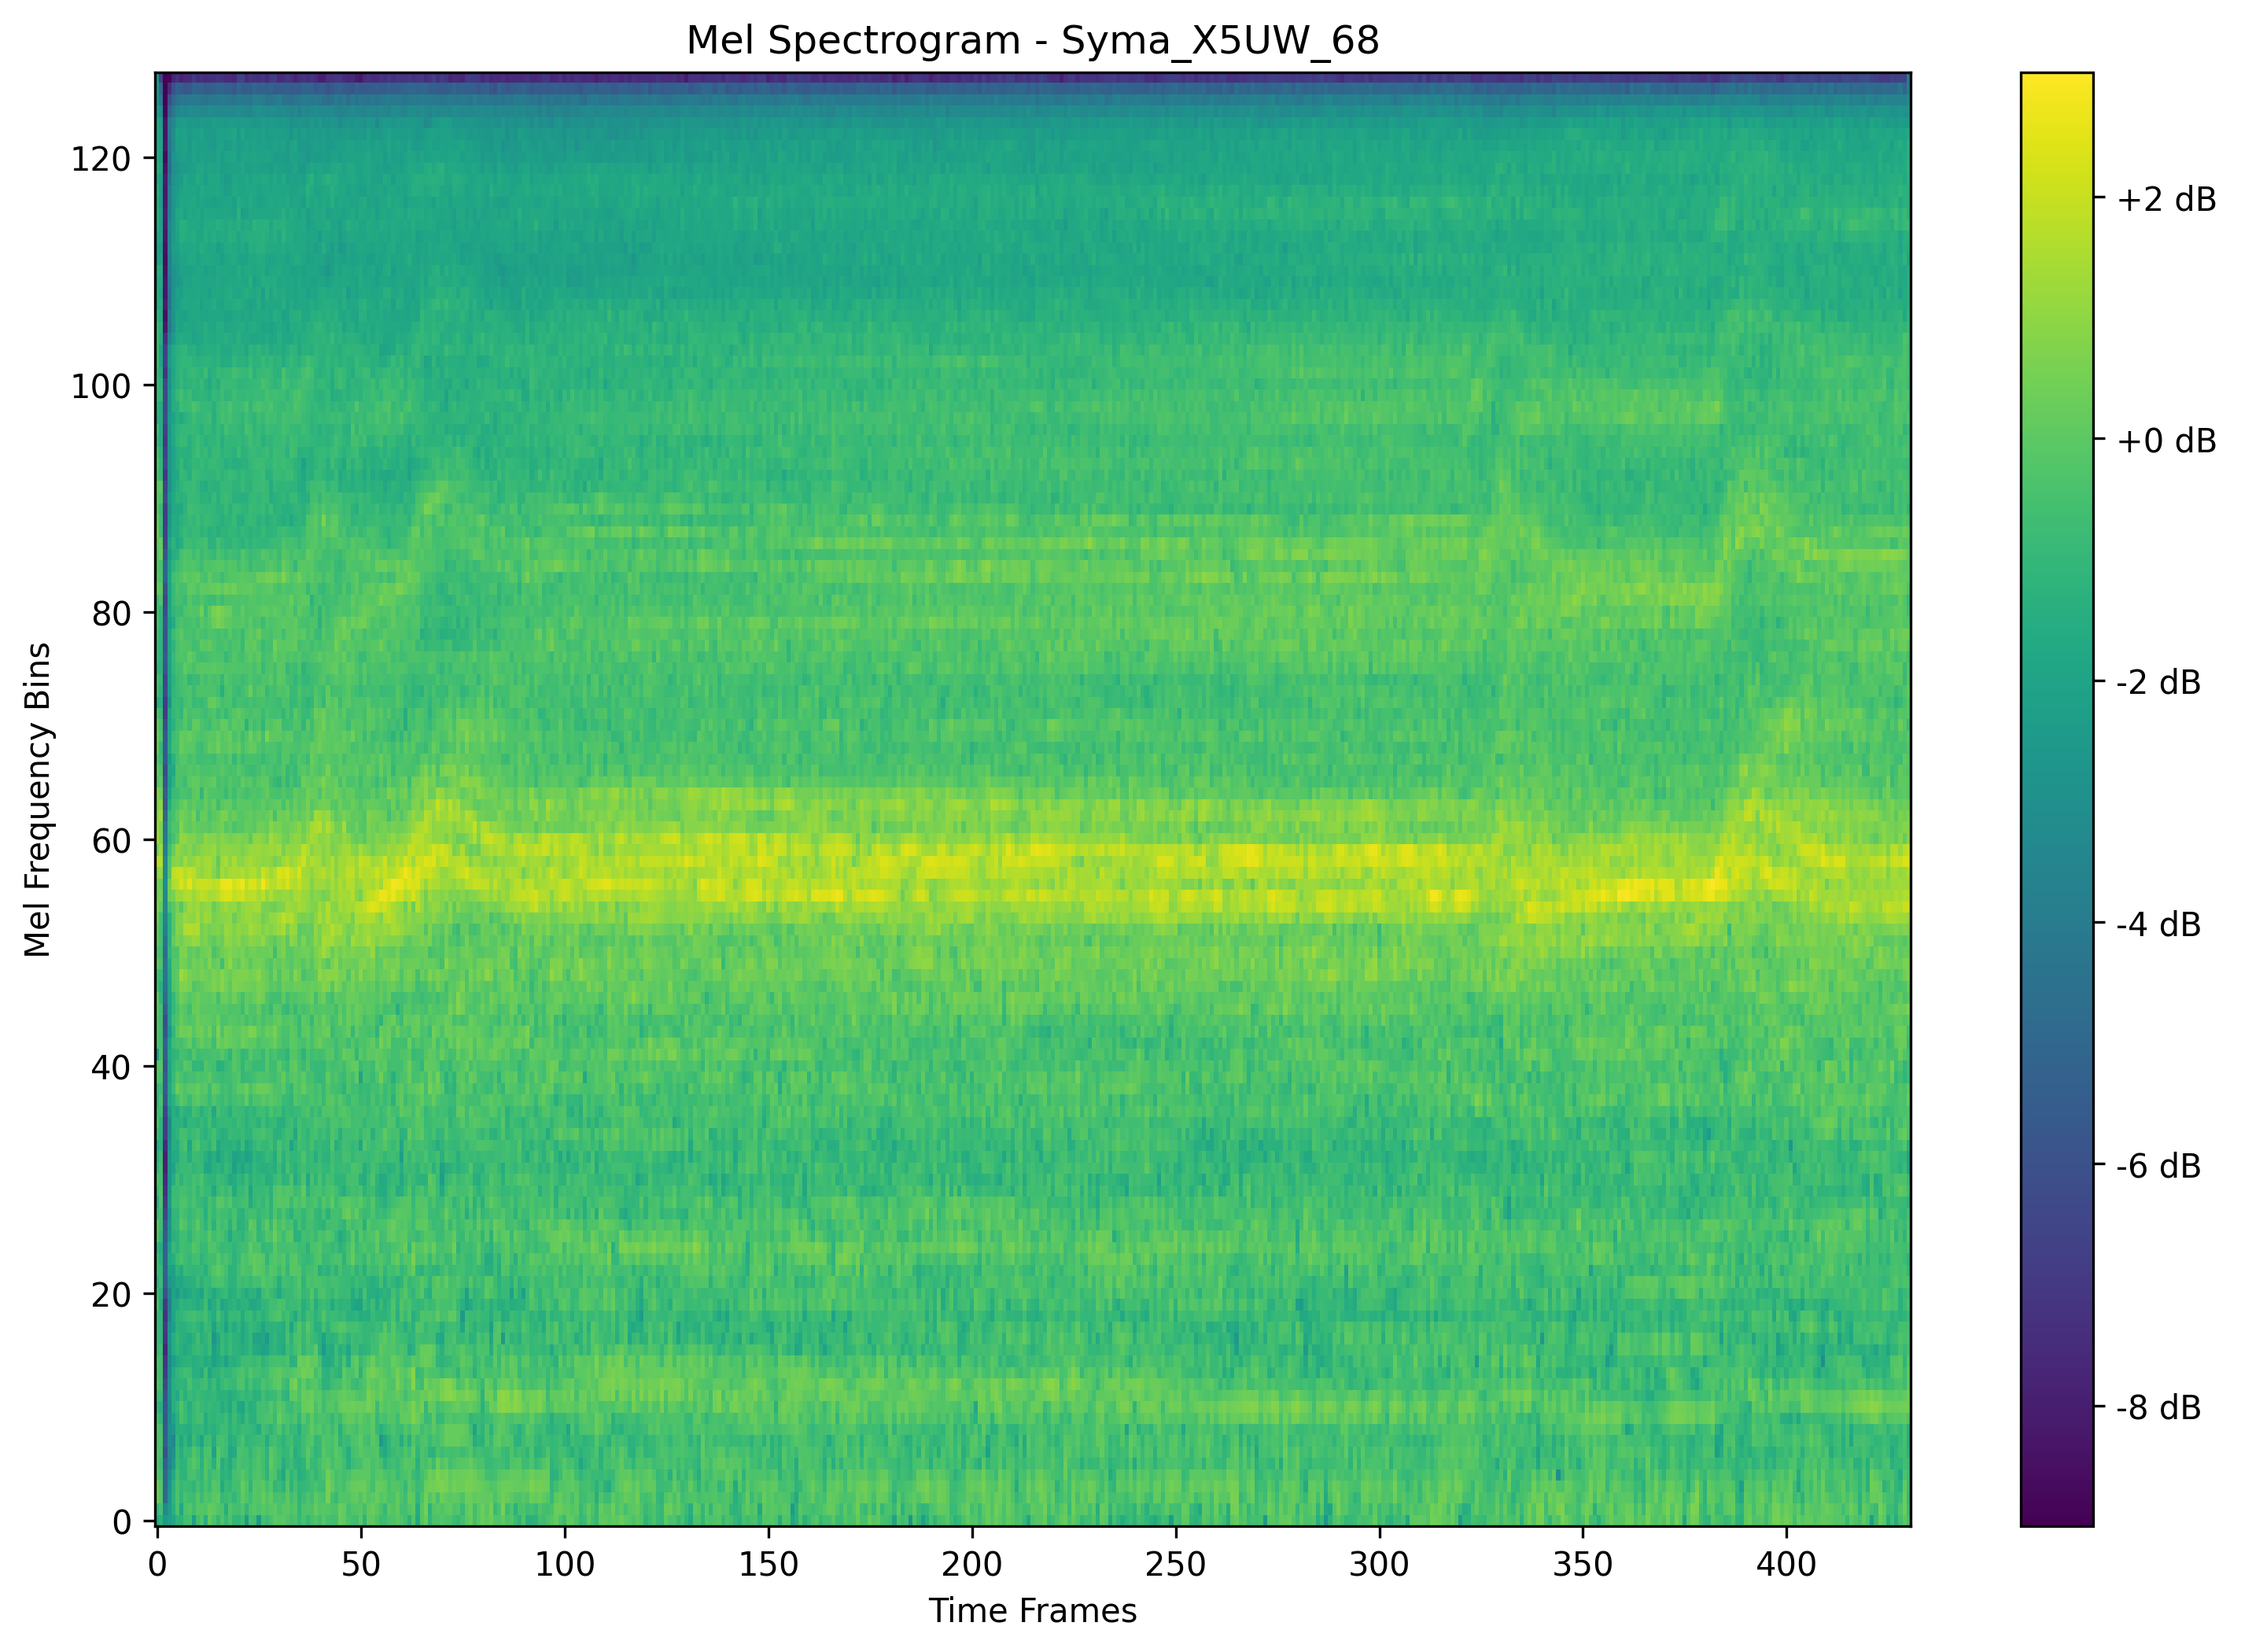 Mel Spectrogram - Syma_X5UW_68
Mel Frequency Bins
120
100
80
60
40
20
0
0 50 100 150 200 250 300 350 400
Time Frames
+2 dB
+0 dB
-2 dB
-4 dB
-6 dB
-8 dB